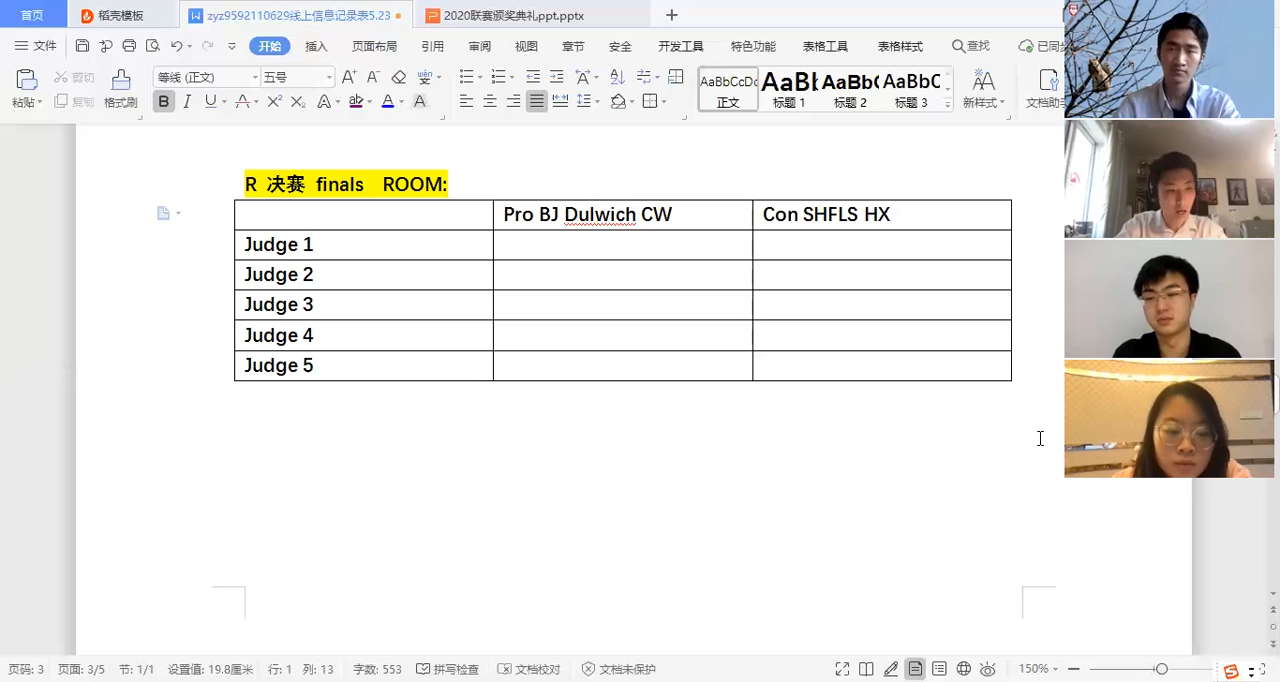 首页
稻壳模板
zyz9592110629线上信息记录表5.23
2020联赛颁奖典礼ppt.pptx
文件
开始
插入
页面布局
引用
审阅
视图
章节
安全
开发工具
特色功能
表格工具
表格样式
查找
已同
粘贴
剪切
复制
格式刷
等线 (正文)
五号
AaBbCcDc
正文
AaBb
标题 1
AaBb(
标题 2
AaBbC
标题 3
新样式
文档助
R 决赛 finals ROOM:
Pro BJ Dulwich CW
Con SHFLS HX
Judge 1
Judge 2
Judge 3
Judge 4
Judge 5
页码: 3
页面: 3/5
节: 1/1
设置值: 19.8厘米
行: 1
列: 13
字数: 553
拼写检查
文档校对
文档未保护
150%